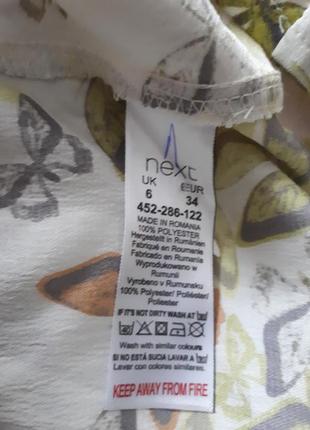 next
UK EUR
6 34
452-286-122
MADE IN ROMANIA
100% POLYESTER
Hergestellt in Rumänien
Fabriqué en Roumanie
Fabricado en Rumanía
Wyprodukowano w
Rumunii
Vyrobeno v Rumunsku
100% Polyester/ Poliéster/
Poliester
IF IT'S NOT DIRTY WASH AT
Wash with similar colours
SI NO ESTÁ SUCIA LAVAR A
Lavar con colores similares.
KEEP AWAY FROM FIRE